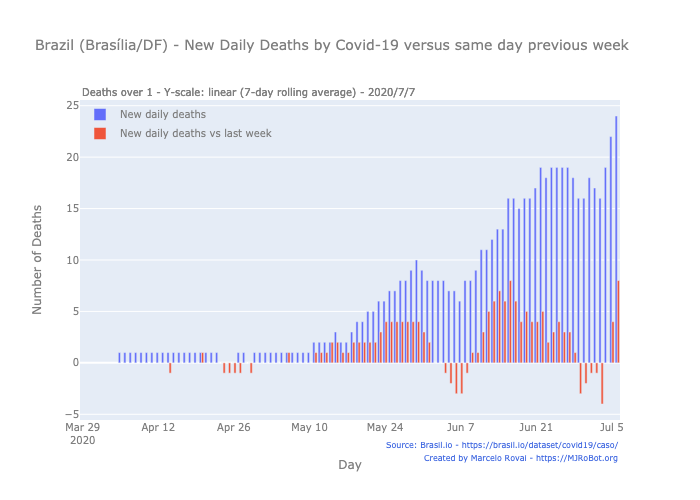 Brazil (Brasília/DF) - New Daily Deaths by Covid-19 versus same day previous week
Deaths over 1 - Y-scale: linear (7-day rolling average) - 2020/7/7
New daily deaths
New daily deaths vs last week
Number of Deaths
25
20
15
10
5
0
−5
Mar 29 Apr 12 Apr 26 May 10 May 24 Jun 7 Jun 21 Jul 5
2020
Source: Brasil.io - https://brasil.io/dataset/covid19/caso/
Created by Marcelo Rovai - https://MJRoBot.org
Day